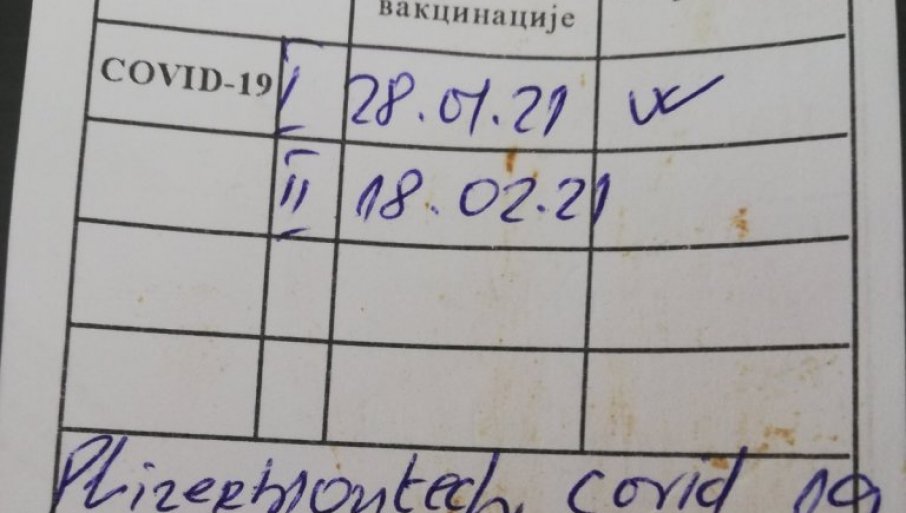 вакцинације
COVID-19 I 28.01.21
II 18.02.21
Pfizerbiontech, Covid 19